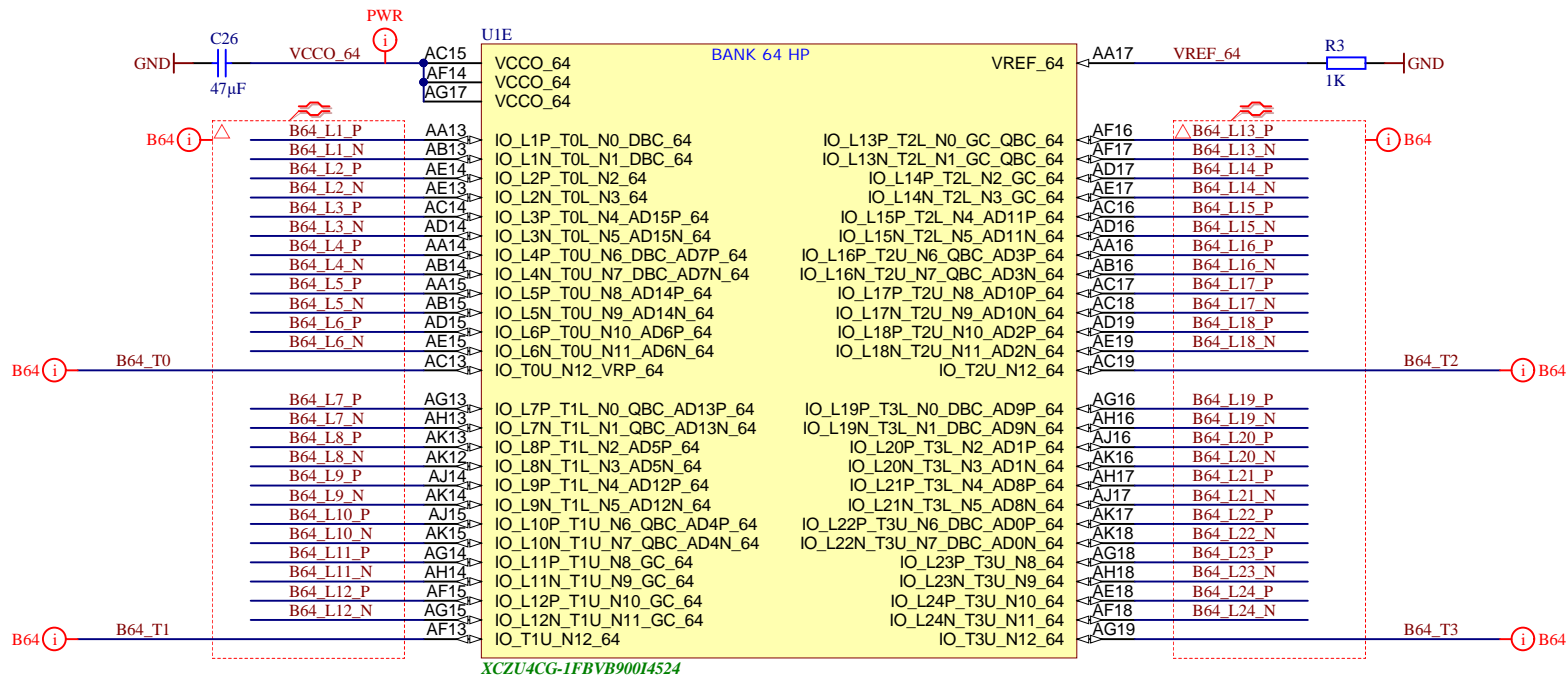 PWR
C26
GND
VCCO_64
47µF
U1E
BANK 64 HP
AC15
VCCO_64
AF14
VCCO_64
AG17
VCCO_64
VREF_64
AA17
VREF_64
R3
GND
1K
B64
B64_L1_P AA13 IO_L1P_T0L_N0_DBC_64
B64_L1_N AB13 IO_L1N_T0L_N1_DBC_64
B64_L2_P AE14 IO_L2P_T0L_N2_64
B64_L2_N AE13 IO_L2N_T0L_N3_64
B64_L3_P AC14 IO_L3P_T0L_N4_AD15P_64
B64_L3_N AD14 IO_L3N_T0L_N5_AD15N_64
B64_L4_P AA14 IO_L4P_T0U_N6_DBC_AD7P_64
B64_L4_N AB14 IO_L4N_T0U_N7_DBC_AD7N_64
B64_L5_P AA15 IO_L5P_T0U_N8_AD14P_64
B64_L5_N AB15 IO_L5N_T0U_N9_AD14N_64
B64_L6_P AD15 IO_L6P_T0U_N10_AD6P_64
B64_L6_N AE15 IO_L6N_T0U_N11_AD6N_64
B64 B64_T0 AC13 IO_T0U_N12_VRP_64
B64_L7_P AG13 IO_L7P_T1L_N0_QBC_AD13P_64
B64_L7_N AH13 IO_L7N_T1L_N1_QBC_AD13N_64
B64_L8_P AK13 IO_L8P_T1L_N2_AD5P_64
B64_L8_N AK12 IO_L8N_T1L_N3_AD5N_64
B64_L9_P AJ14 IO_L9P_T1L_N4_AD12P_64
B64_L9_N AK14 IO_L9N_T1L_N5_AD12N_64
B64_L10_P AJ15 IO_L10P_T1U_N6_QBC_AD4P_64
B64_L10_N AK15 IO_L10N_T1U_N7_QBC_AD4N_64
B64_L11_P AG14 IO_L11P_T1U_N8_GC_64
B64_L11_N AH14 IO_L11N_T1U_N9_GC_64
B64_L12_P AF15 IO_L12P_T1U_N10_GC_64
B64_L12_N AG15 IO_L12N_T1U_N11_GC_64
B64 B64_T1 AF13 IO_T1U_N12_64
IO_L13P_T2L_N0_GC_QBC_64 AF16 B64_L13_P
B64
IO_L13N_T2L_N1_GC_QBC_64 AF17 B64_L13_N
IO_L14P_T2L_N2_GC_64 AD17 B64_L14_P
IO_L14N_T2L_N3_GC_64 AE17 B64_L14_N
IO_L15P_T2L_N4_AD11P_64 AC16 B64_L15_P
IO_L15N_T2L_N5_AD11N_64 AD16 B64_L15_N
IO_L16P_T2U_N6_QBC_AD3P_64 AA16 B64_L16_P
IO_L16N_T2U_N7_QBC_AD3N_64 AB16 B64_L16_N
IO_L17P_T2U_N8_AD10P_64 AC17 B64_L17_P
IO_L17N_T2U_N9_AD10N_64 AC18 B64_L17_N
IO_L18P_T2U_N10_AD2P_64 AD19 B64_L18_P
IO_L18N_T2U_N11_AD2N_64 AE19 B64_L18_N
IO_T2U_N12_64 AC19 B64_T2 B64
IO_L19P_T3L_N0_DBC_AD9P_64 AG16 B64_L19_P
IO_L19N_T3L_N1_DBC_AD9N_64 AH16 B64_L19_N
IO_L20P_T3L_N2_AD1P_64 AJ16 B64_L20_P
IO_L20N_T3L_N3_AD1N_64 AK16 B64_L20_N
IO_L21P_T3L_N4_AD8P_64 AH17 B64_L21_P
IO_L21N_T3L_N5_AD8N_64 AJ17 B64_L21_N
IO_L22P_T3U_N6_DBC_AD0P_64 AK17 B64_L22_P
IO_L22N_T3U_N7_DBC_AD0N_64 AK18 B64_L22_N
IO_L23P_T3U_N8_64 AG18 B64_L23_P
IO_L23N_T3U_N9_64 AH18 B64_L23_N
IO_L24P_T3U_N10_64 AE18 B64_L24_P
IO_L24N_T3U_N11_64 AF18 B64_L24_N
IO_T3U_N12_64 AG19 B64_T3 B64
XCZU4CG-1FBVB900I4524